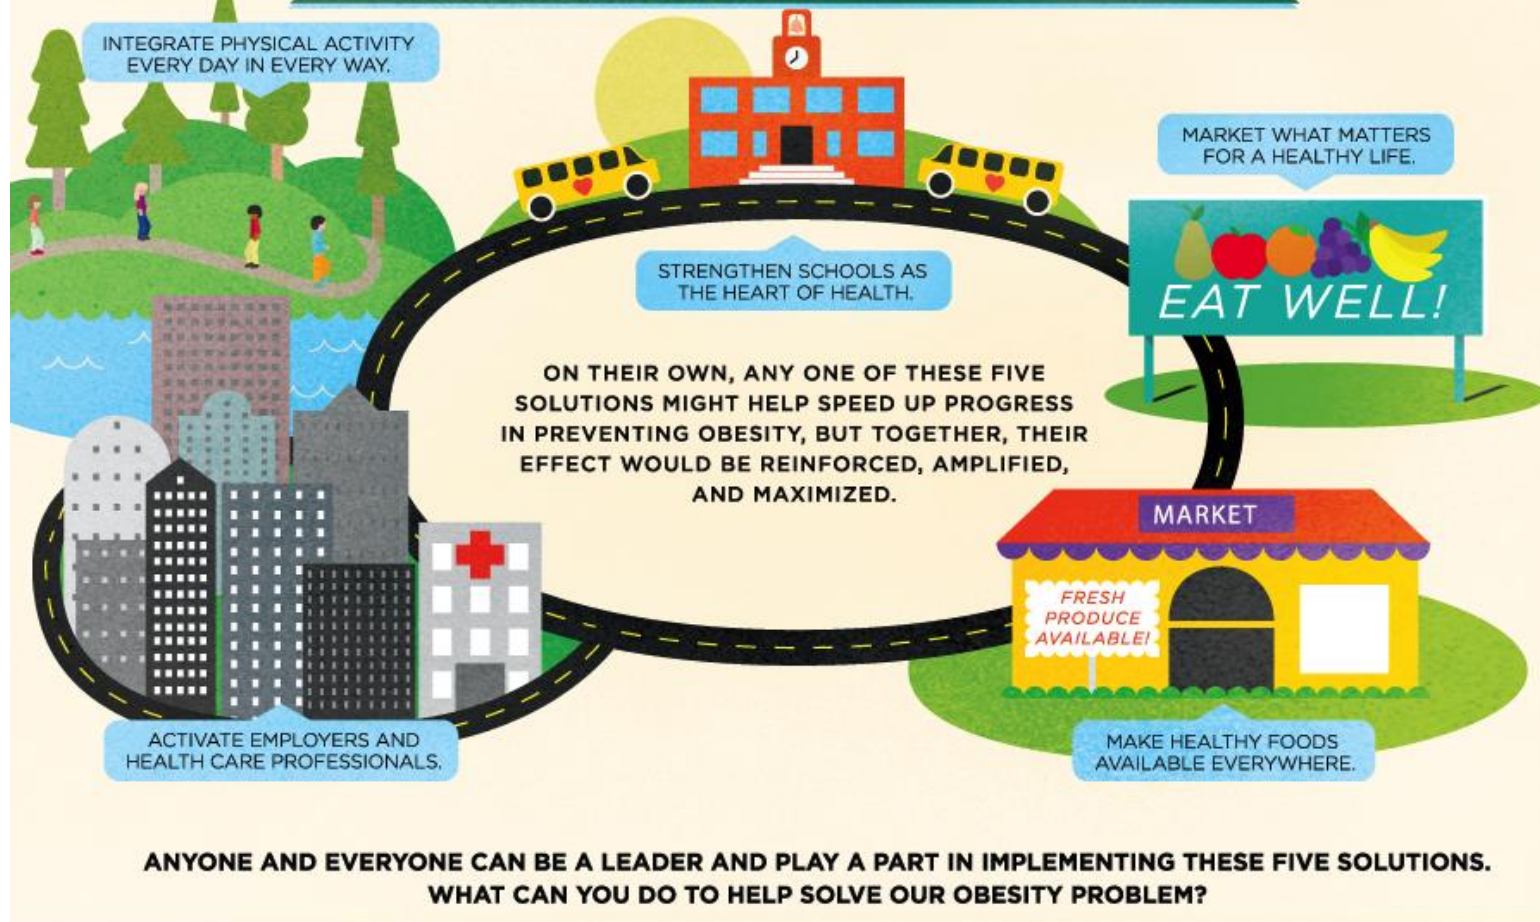 INTEGRATE PHYSICAL ACTIVITY
EVERY DAY IN EVERY WAY.
MARKET WHAT MATTERS
FOR A HEALTHY LIFE.
EAT WELL!
STRENGTHEN SCHOOLS AS
THE HEART OF HEALTH.
ON THEIR OWN, ANY ONE OF THESE FIVE
SOLUTIONS MIGHT HELP SPEED UP PROGRESS
IN PREVENTING OBESITY, BUT TOGETHER, THEIR
EFFECT WOULD BE REINFORCED, AMPLIFIED,
AND MAXIMIZED.
MARKET
FRESH
PRODUCE
AVAILABLE!
ACTIVATE EMPLOYERS AND
HEALTH CARE PROFESSIONALS.
MAKE HEALTHY FOODS
AVAILABLE EVERYWHERE.
ANYONE AND EVERYONE CAN BE A LEADER AND PLAY A PART IN IMPLEMENTING THESE FIVE SOLUTIONS.
WHAT CAN YOU DO TO HELP SOLVE OUR OBESITY PROBLEM?